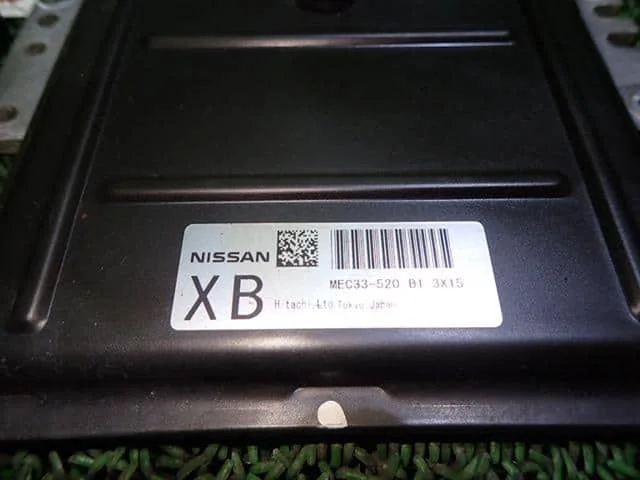 NISSAN
MEC33-520 B1 3X15
XB
Hitachi,Ltd.Tokyo Japan